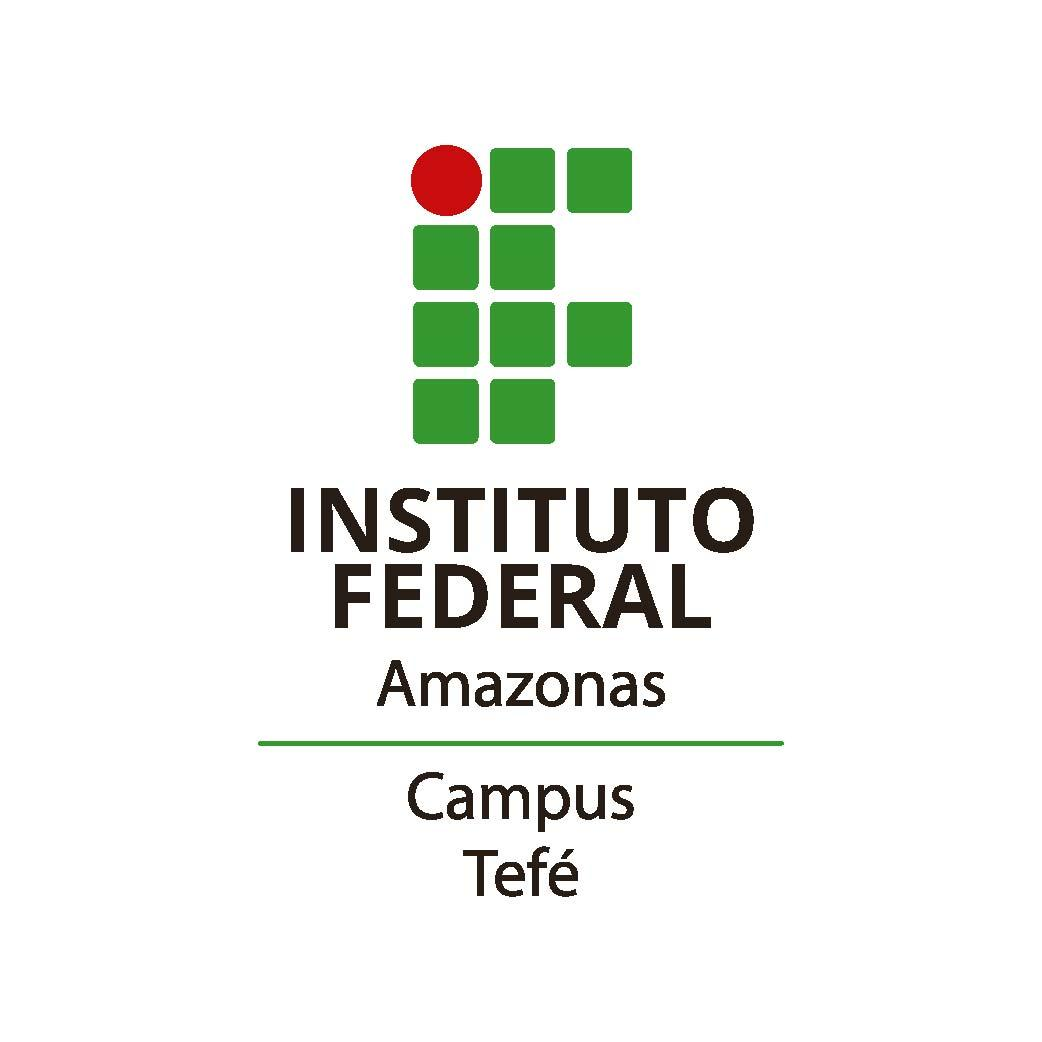 INSTITUTO
FEDERAL
Amazonas
Campus
Tefé